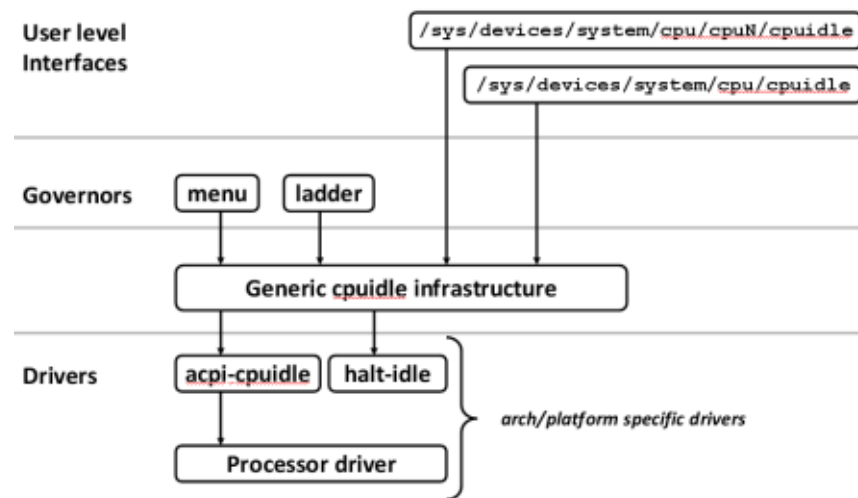 User level
Interfaces
/sys/devices/system/cpu/cpuN/cpuidle
/sys/devices/system/cpu/cpuidle
Governors
menu
ladder
Generic cpuidle infrastructure
Drivers
acpi-cpuidle
halt-idle
arch/platform specific drivers
Processor driver